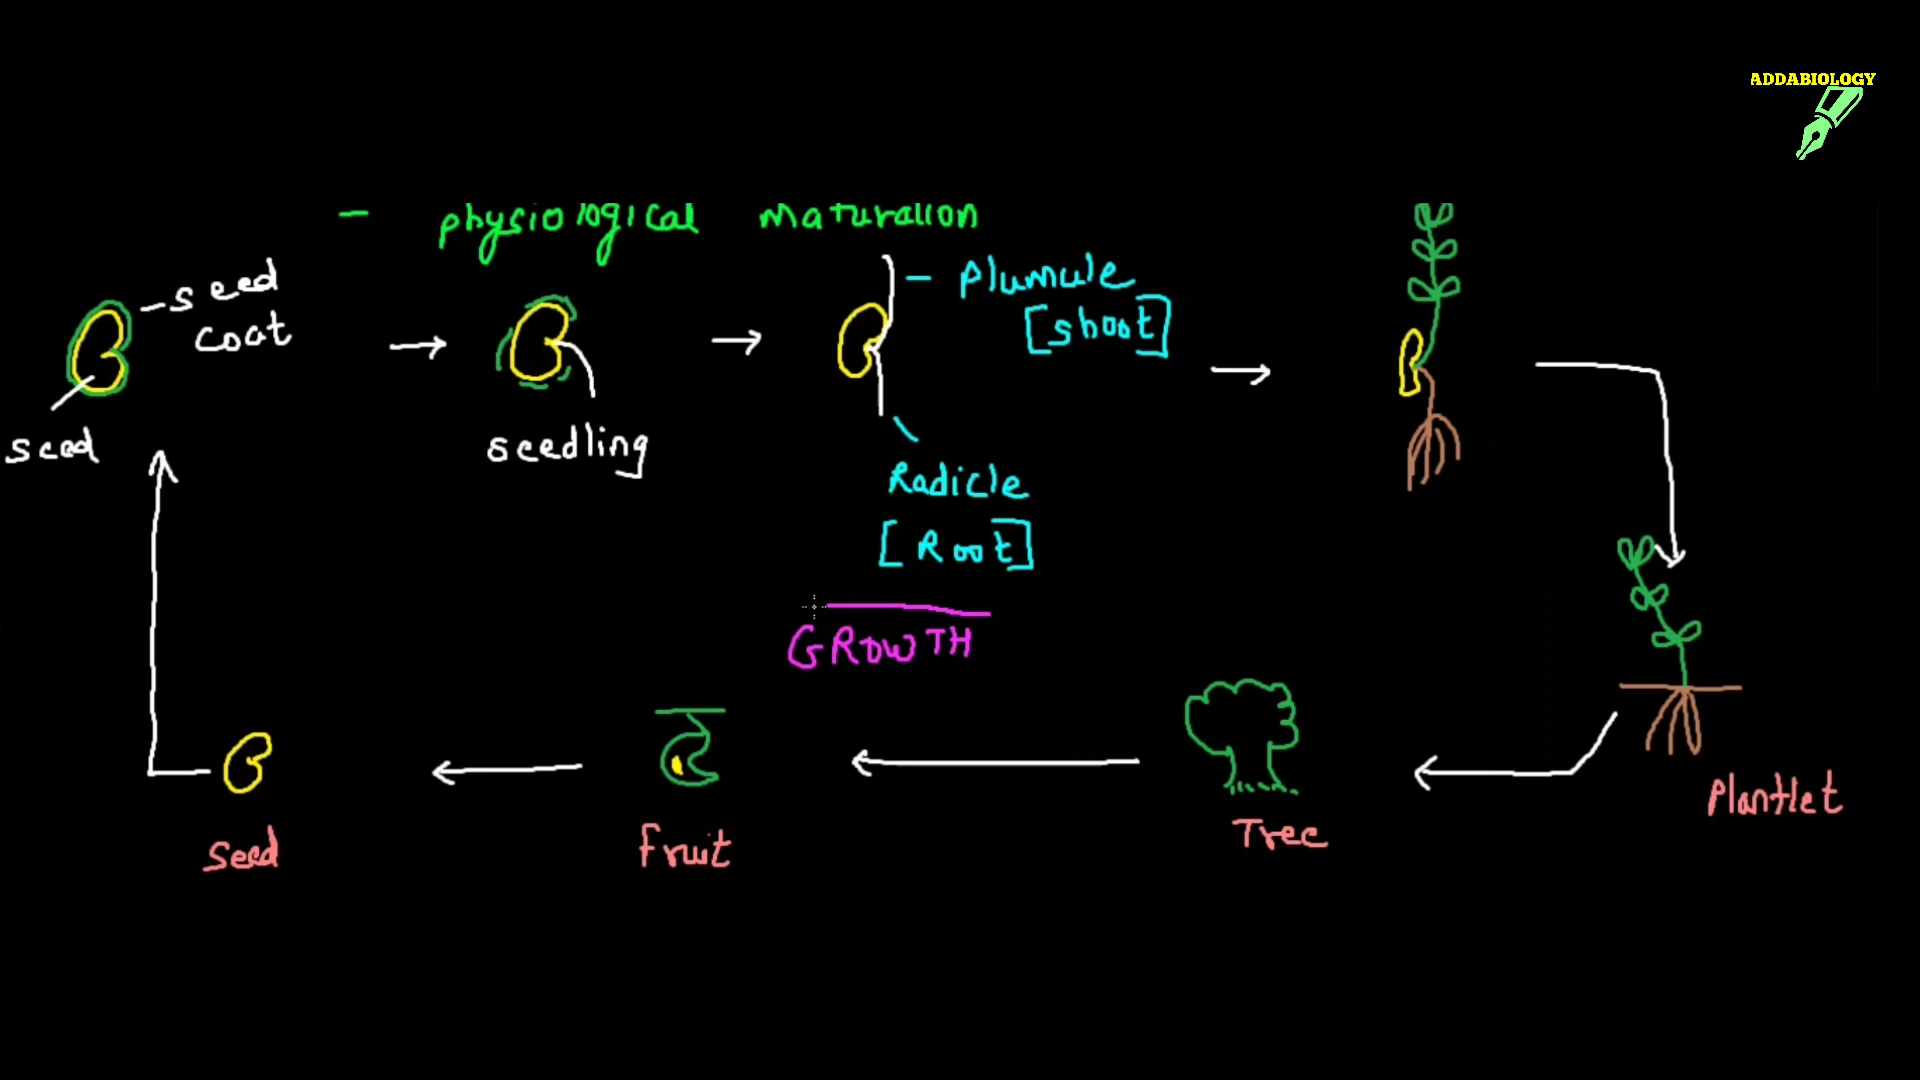 ADDABIOLOGY
- physiological maturation
seed
coat
seed
seedling
- plumule
[shoot]
Radicle
[Root]
GROWTH
Plantlet
Tree
fruit
seed